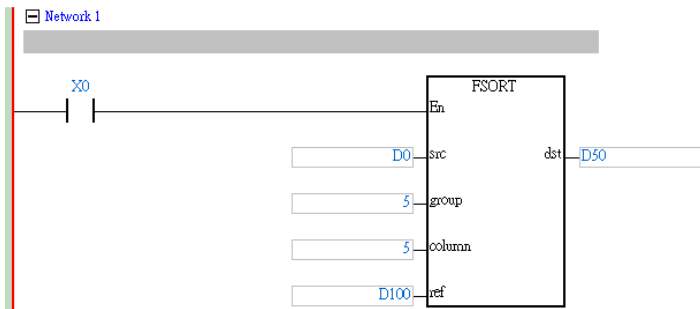 Network 1
X0
FSORT
En
D0 src dst D50
5 group
5 column
D100 ref